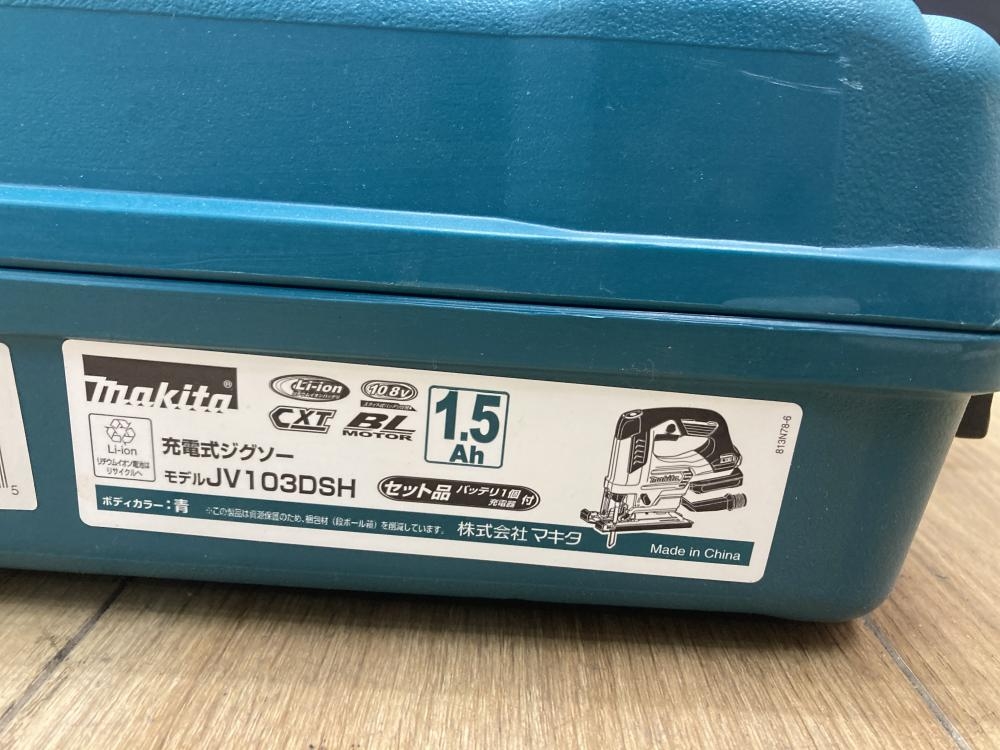 makita®
Li-ion
10.8V
CXT
BL
MOTOR
1.5
Ah
Li-ion
リチウムイオン電池は
リサイクルへ
充電式ジグソー
モデルJV103DSH
セット品 バッテリ1個
充電器 付
ボディカラー:青
※この製品は資源保護のため、梱包材(段ボール箱)を削減しています。
株式会社マキタ
makita
Made in China
813N78-6
5